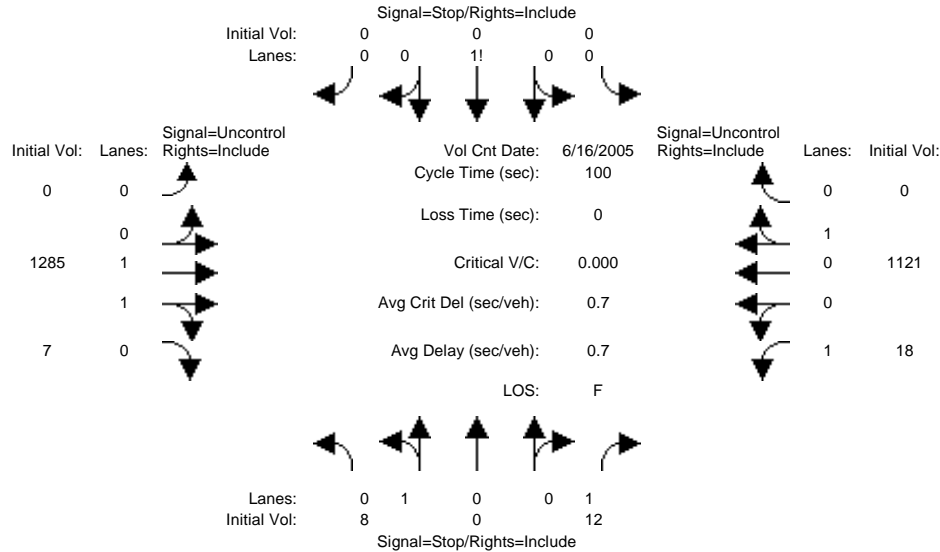 Signal=Stop/Rights=Include
Initial Vol: 0 0 0
Lanes: 0 0 1! 0 0
Signal=Uncontrol
Initial Vol: Lanes: Rights=Include
Vol Cnt Date: 6/16/2005
Signal=Uncontrol
Rights=Include Lanes: Initial Vol:
Cycle Time (sec): 100
0 0
0 0
Loss Time (sec): 0
0
1
1285 1
Critical V/C: 0.000
0 1121
1
Avg Crit Del (sec/veh): 0.7
0
7 0
Avg Delay (sec/veh): 0.7
1 18
LOS: F
Lanes: 0 1 0 0 1
Initial Vol: 8 0 12
Signal=Stop/Rights=Include